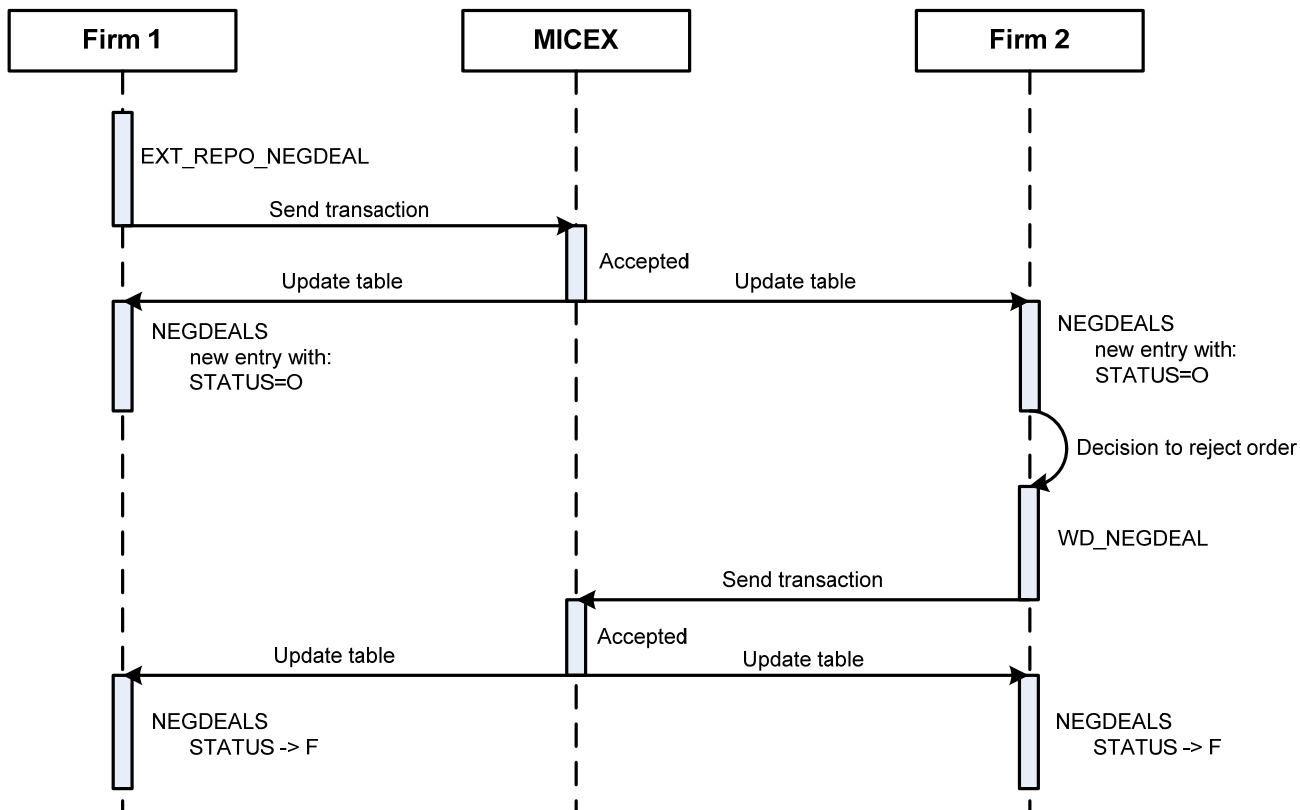 Firm 1
MICEX
Firm 2
EXT_REPO_NEGDEAL
Send transaction
Accepted
Update table
Update table
NEGDEALS
new entry with:
STATUS=O
NEGDEALS
new entry with:
STATUS=O
Decision to reject order
WD_NEGDEAL
Send transaction
Accepted
Update table
Update table
NEGDEALS
STATUS -> F
NEGDEALS
STATUS -> F